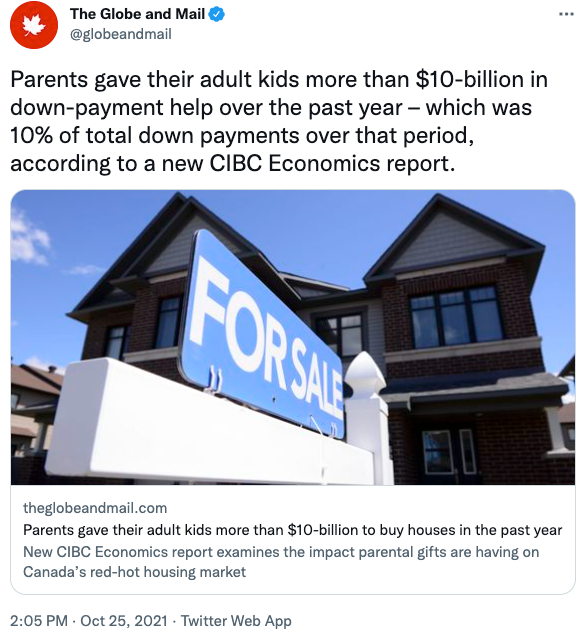 The Globe and Mail
@globeandmail
Parents gave their adult kids more than $10-billion in
down-payment help over the past year – which was
10% of total down payments over that period,
according to a new CIBC Economics report.
FOR SALE
theglobeandmail.com
Parents gave their adult kids more than $10-billion to buy houses in the past year
New CIBC Economics report examines the impact parental gifts are having on
Canada's red-hot housing market
2:05 PM · Oct 25, 2021 · Twitter Web App